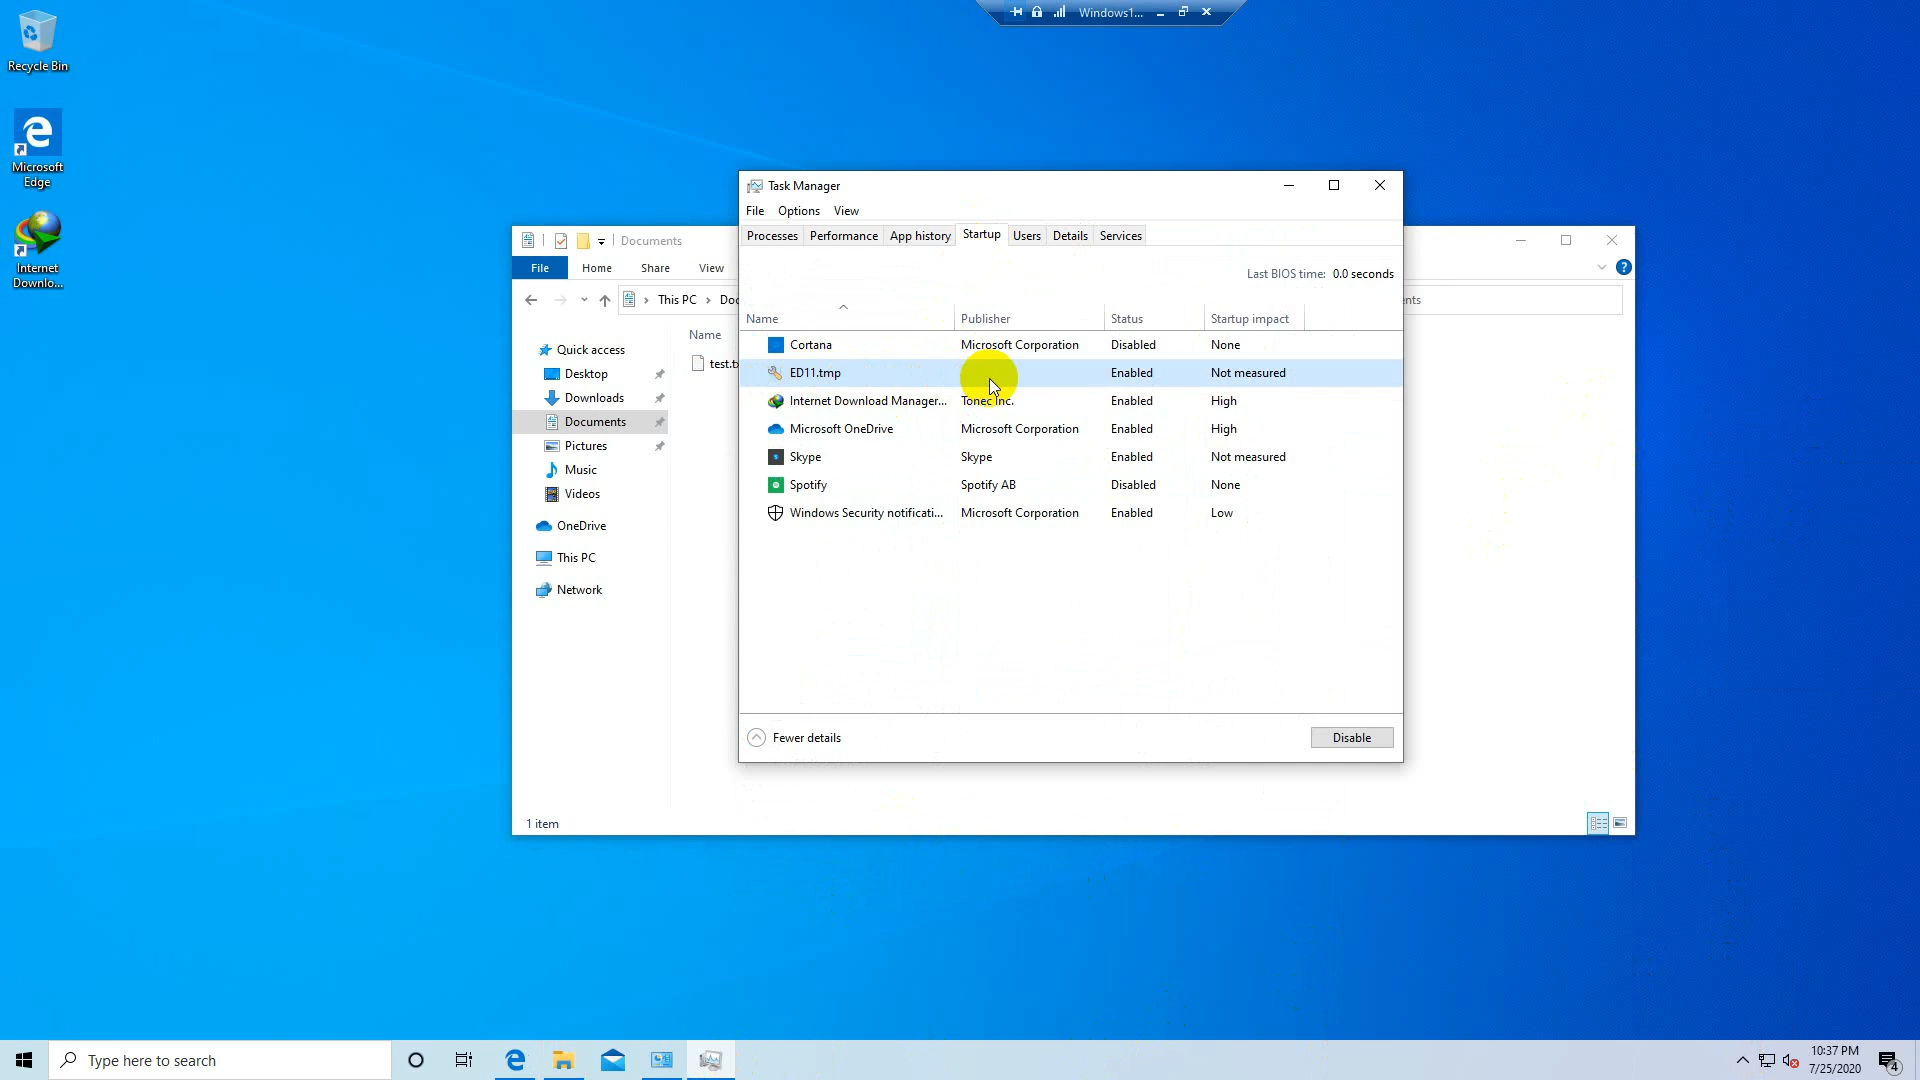 Windows1...
Recycle Bin
Microsoft
Edge
Internet
Downlo...
Task Manager
File Options View
Processes Performance App history Startup Users Details Services
Last BIOS time: 0.0 seconds
Name Publisher Status Startup impact
Cortana Microsoft Corporation Disabled None
ED11.tmp Enabled Not measured
Internet Download Manager... Tonec Inc. Enabled High
Microsoft OneDrive Microsoft Corporation Enabled High
Skype Skype Enabled Not measured
Spotify Spotify AB Disabled None
Windows Security notificati... Microsoft Corporation Enabled Low
Fewer details
Disable
Documents
File Home Share View
This PC
Name
Quick access
Desktop
Downloads
Documents
Pictures
Music
Videos
OneDrive
This PC
Network
1 item
Type here to search
10:37 PM
7/25/2020
4